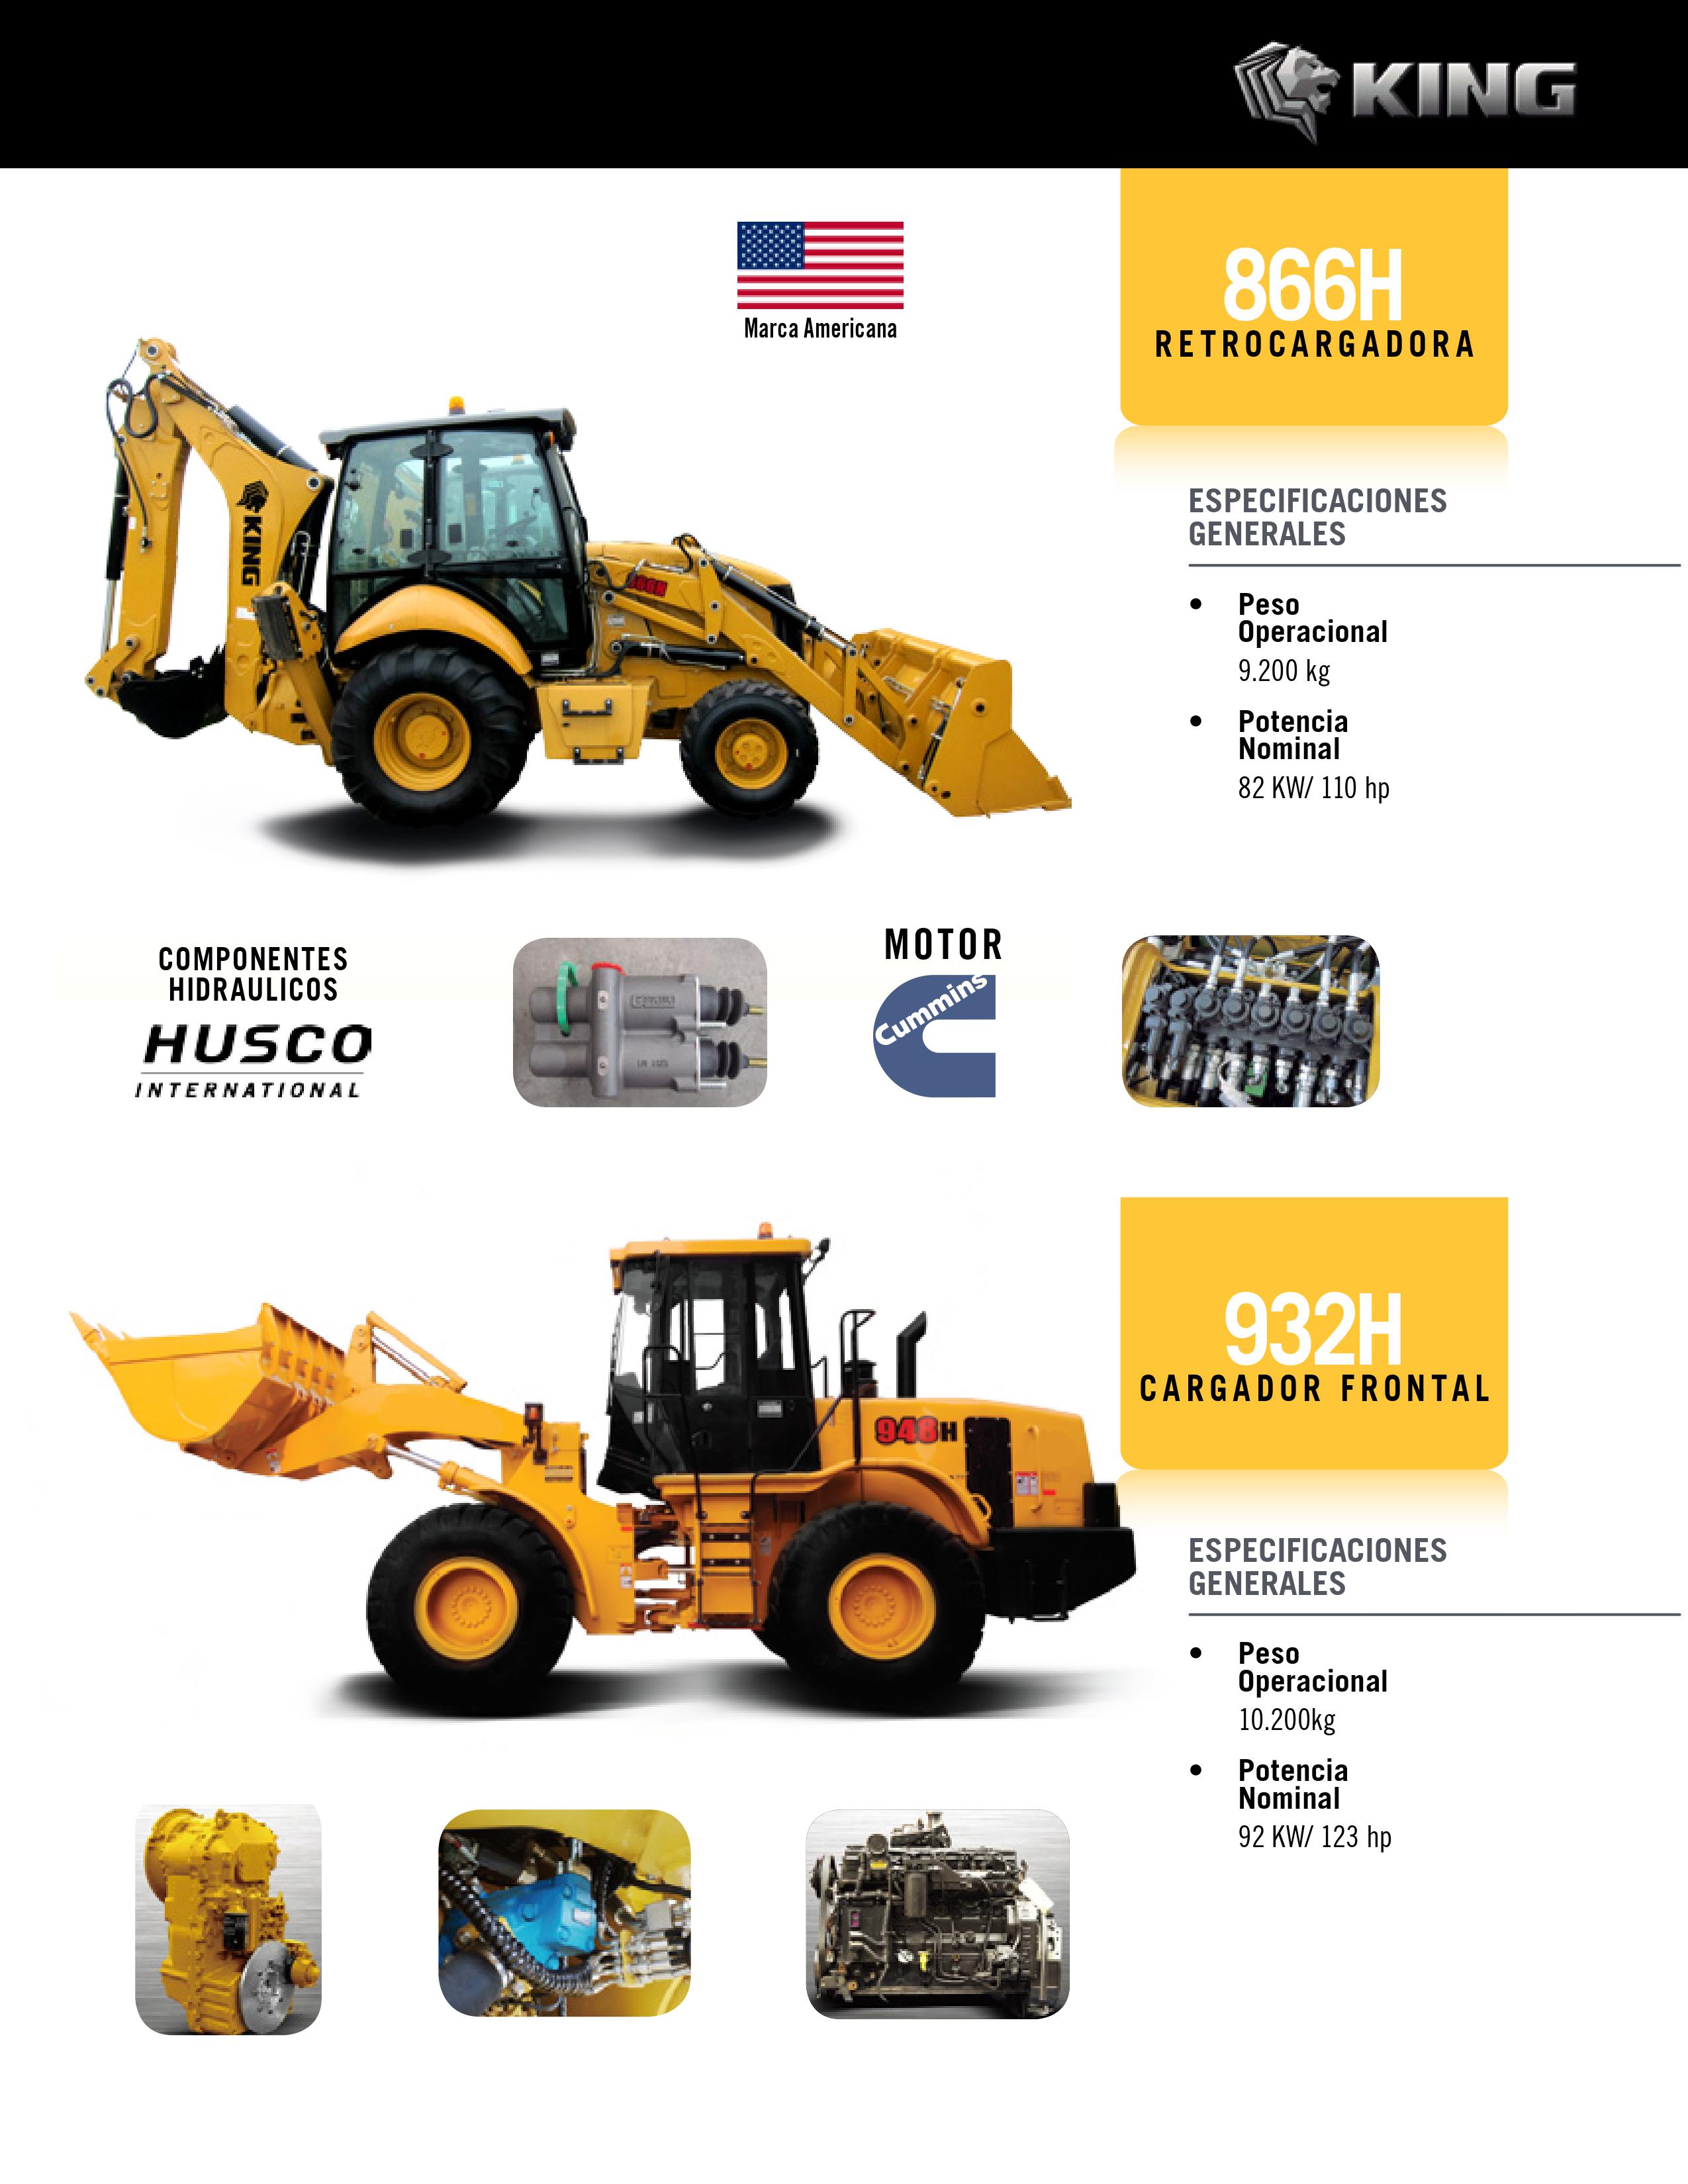 KING
Marca Americana
866H
RETROCARGADORA
KING
866H
ESPECIFICACIONES
GENERALES
• Peso
Operacional
9.200 kg
• Potencia
Nominal
82 KW/ 110 hp
COMPONENTES
HIDRAULICOS
HUSCO
INTERNATIONAL
MOTOR
Cummins
932H
CARGADOR FRONTAL
948H
ESPECIFICACIONES
GENERALES
• Peso
Operacional
10.200kg
• Potencia
Nominal
92 KW/ 123 hp